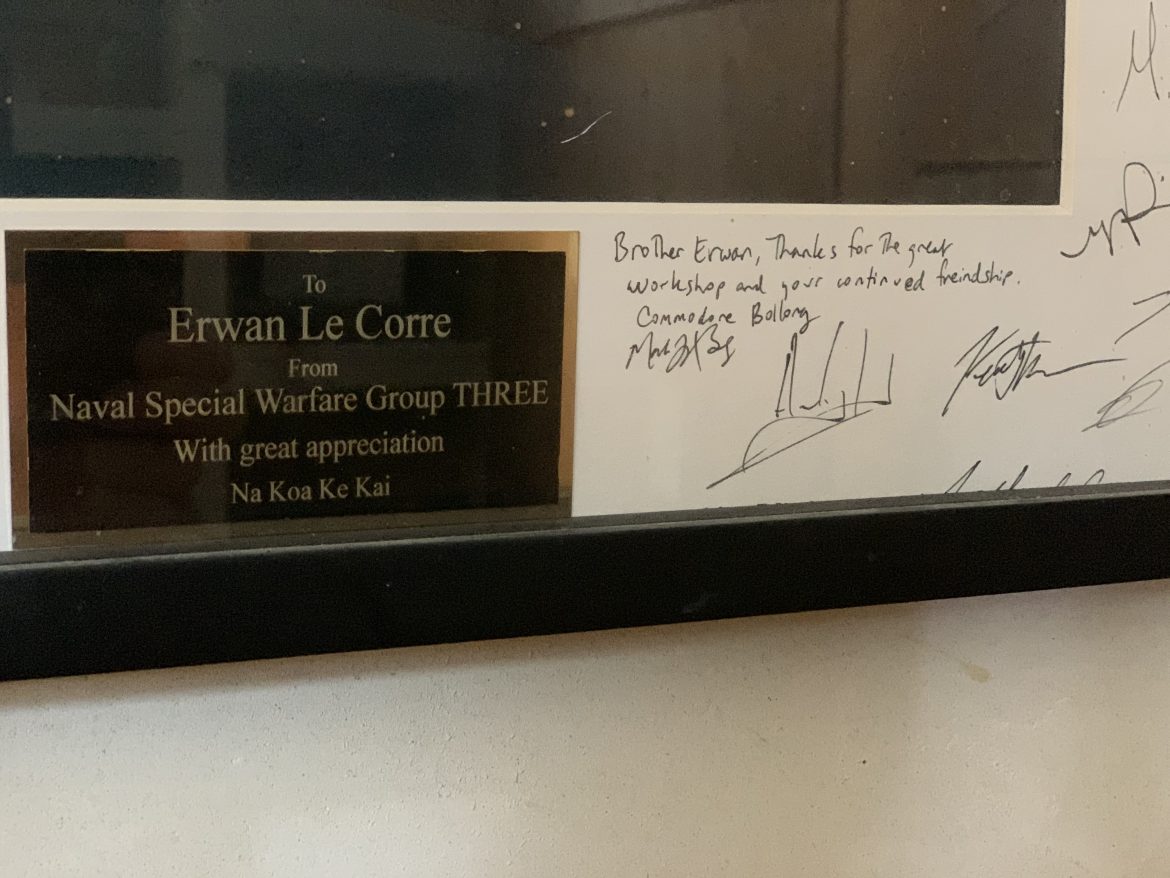 To
Erwan Le Corre
From
Naval Special Warfare Group THREE
With great appreciation
Na Koa Ke Kai
Brother Erwan, Thanks for The great
workshop and your continued freindship.
Commodore Bollong